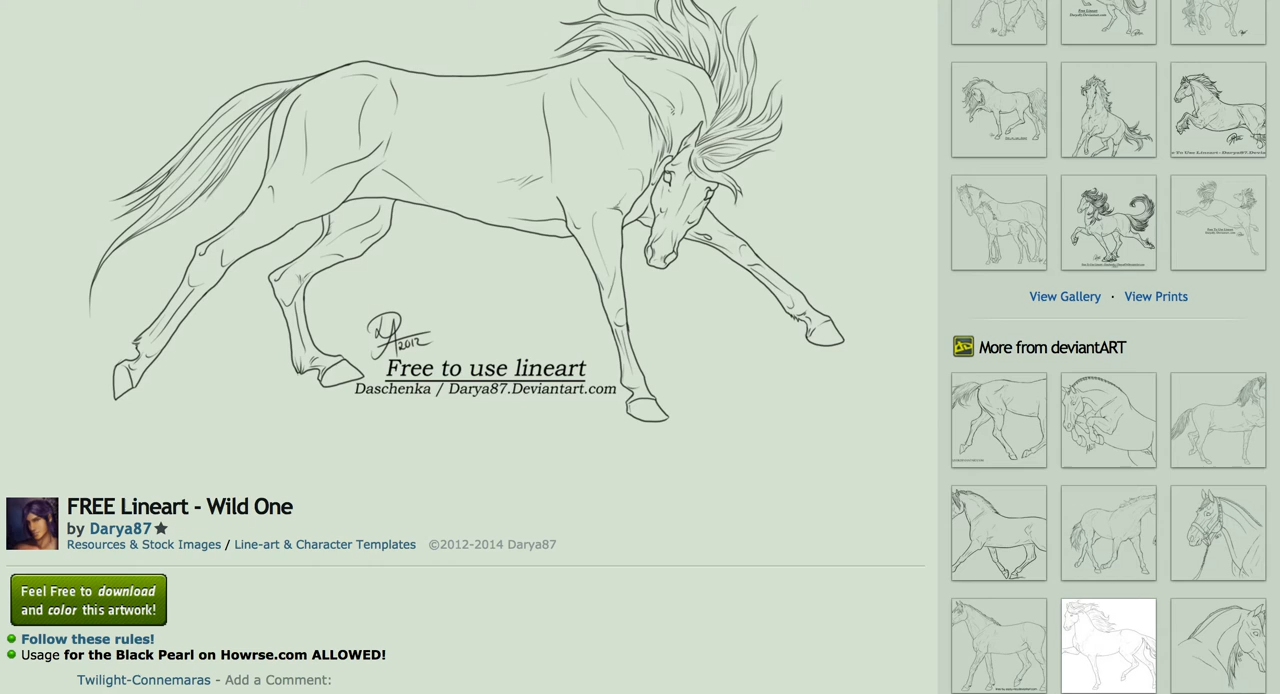 2012
Free to use lineart
Daschenka / Darya87.Deviantart.com
View Gallery · View Prints
More from deviantART
FREE Lineart - Wild One
by Darya87
Resources & Stock Images / Line-art & Character Templates ©2012-2014 Darya87
Feel Free to download
and color this artwork!
Follow these rules!
Usage for the Black Pearl on Howrse.com ALLOWED!
Twilight-Connemaras - Add a Comment: